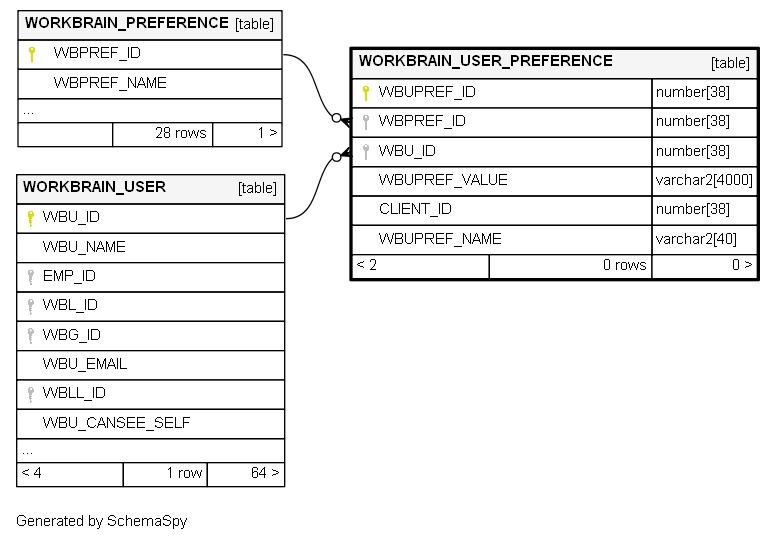 WORKBRAIN_PREFERENCE [table]
WBPREF_ID
WBPREF_NAME
...
28 rows 1 >
WORKBRAIN_USER_PREFERENCE [table]
WBUPREF_ID number[38]
WBPREF_ID number[38]
WBU_ID number[38]
WBUPREF_VALUE varchar2[4000]
CLIENT_ID number[38]
WBUPREF_NAME varchar2[40]
< 2 0 rows 0 >
WORKBRAIN_USER [table]
WBU_ID
WBU_NAME
EMP_ID
WBL_ID
WBG_ID
WBU_EMAIL
WBLL_ID
WBU_CANSEE_SELF
...
< 4 1 row 64 >
Generated by SchemaSpy